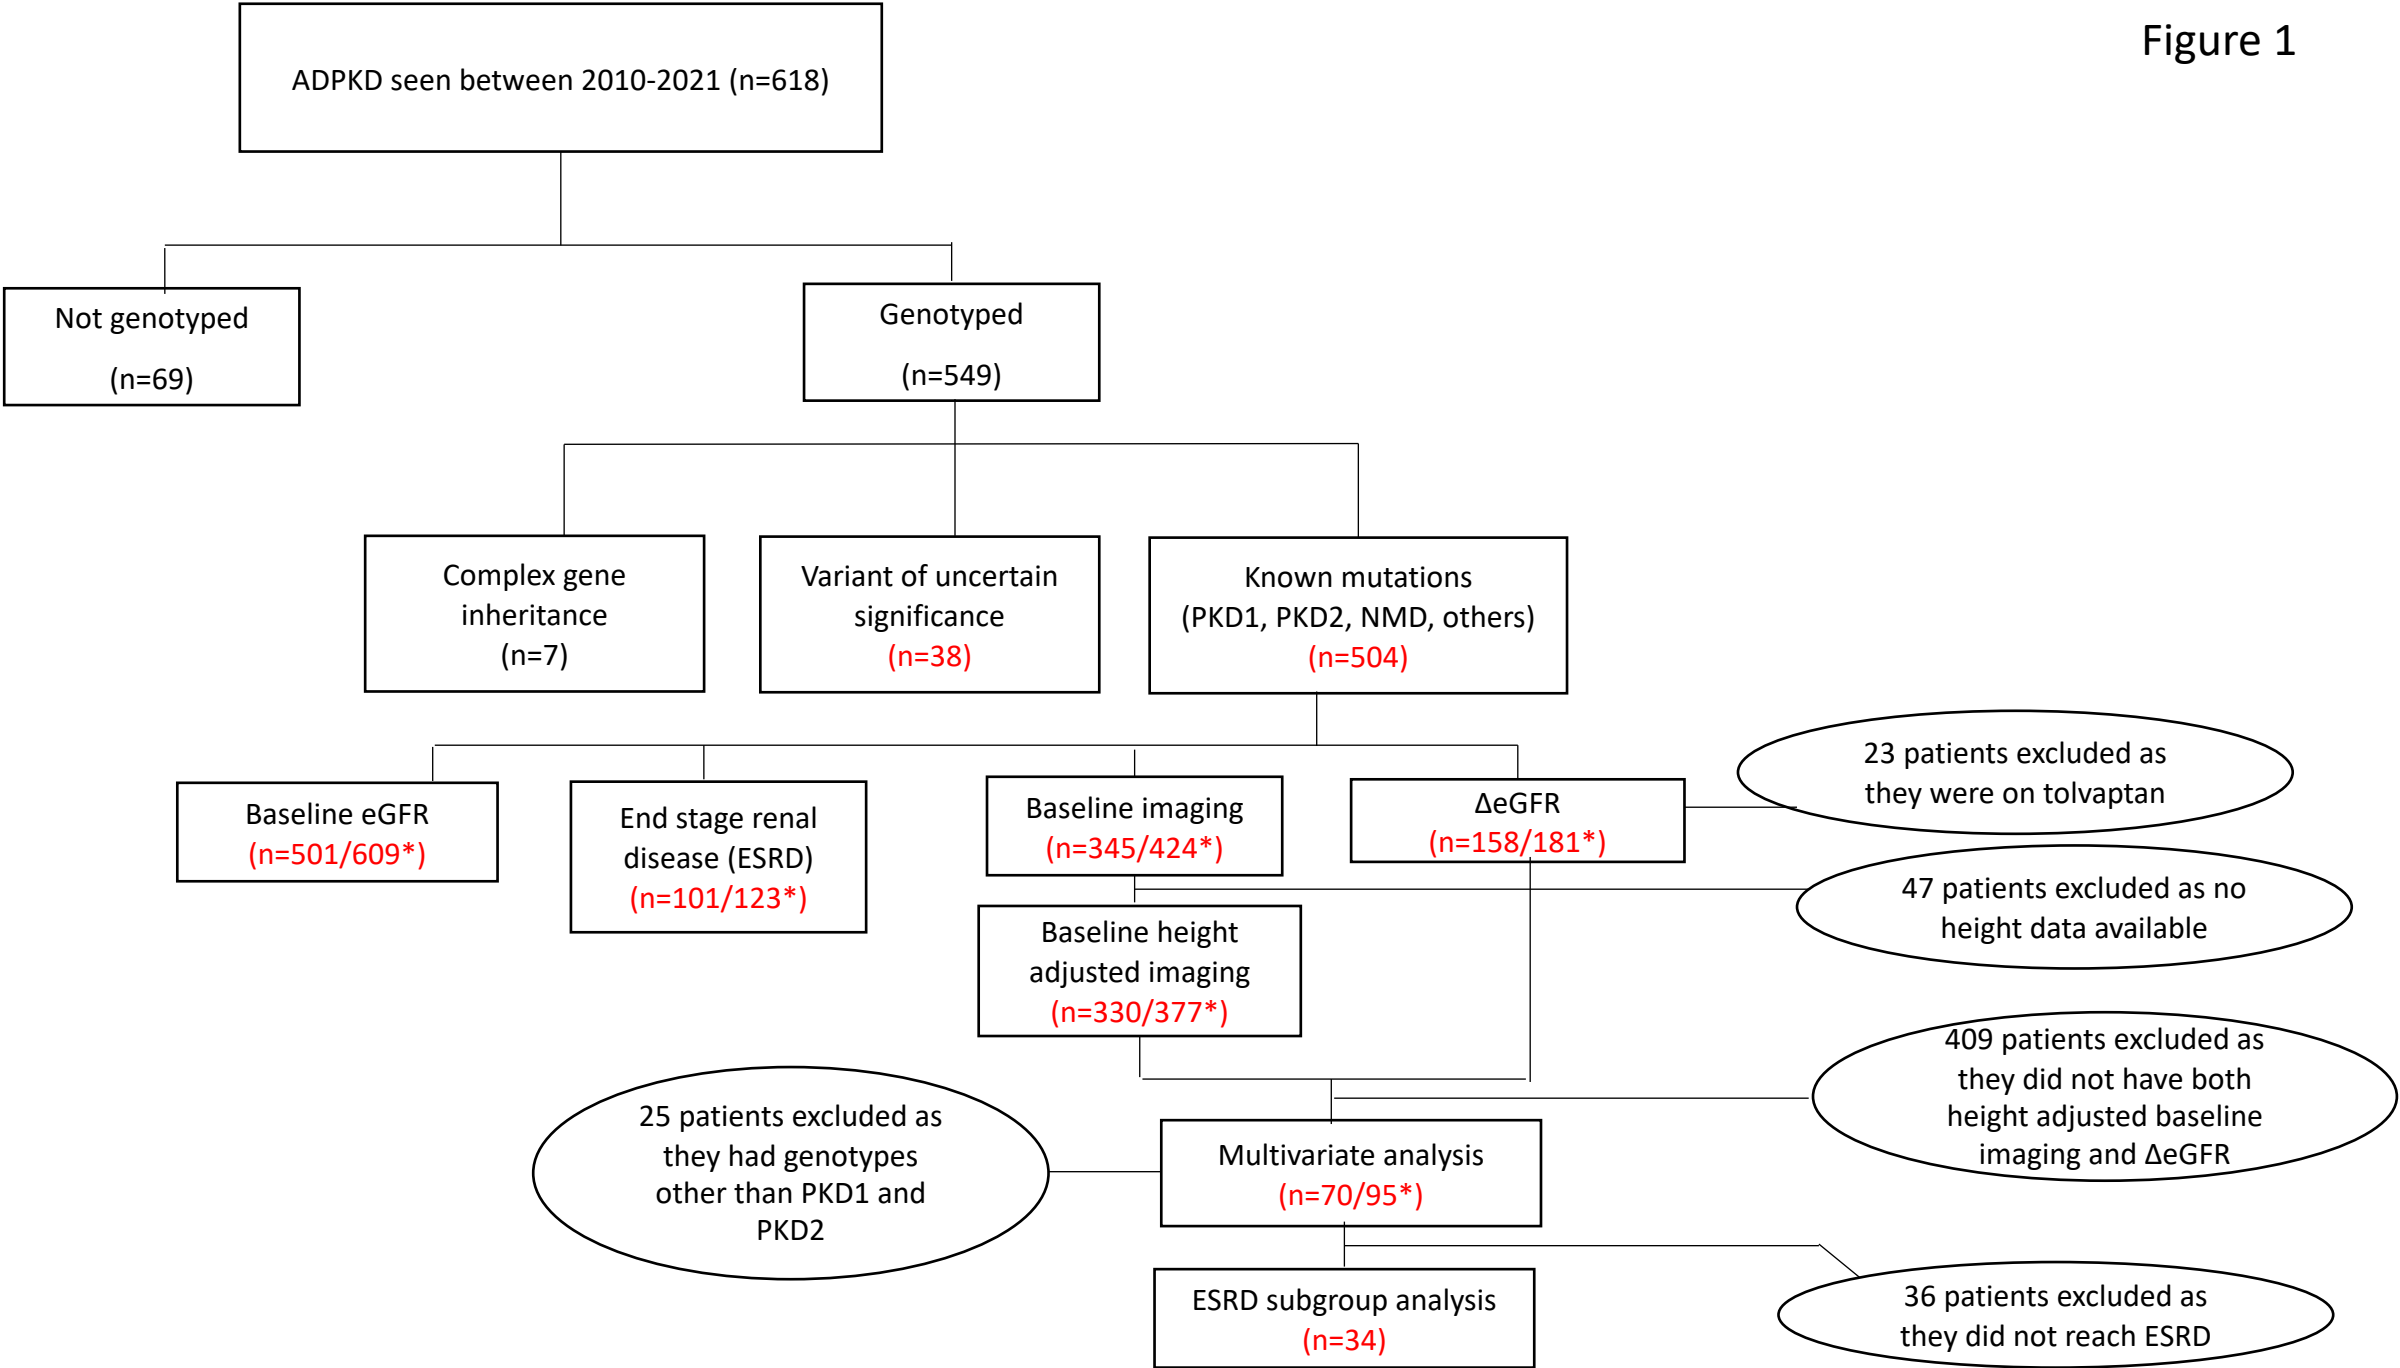 Figure 1
ADPKD seen between 2010-2021 (n=618)
Not genotyped
(n=69)
Genotyped
(n=549)
Complex gene
inheritance
(n=7)
Variant of uncertain
significance
(n=38)
Known mutations
(PKD1, PKD2, NMD, others)
(n=504)
Baseline eGFR
(n=501/609*)
End stage renal
disease (ESRD)
(n=101/123*)
Baseline imaging
(n=345/424*)
ΔeGFR
(n=158/181*)
23 patients excluded as
they were on tolvaptan
47 patients excluded as no
height data available
Baseline height
adjusted imaging
(n=330/377*)
409 patients excluded as
they did not have both
height adjusted baseline
imaging and ΔeGFR
25 patients excluded as
they had genotypes
other than PKD1 and
PKD2
Multivariate analysis
(n=70/95*)
ESRD subgroup analysis
(n=34)
36 patients excluded as
they did not reach ESRD